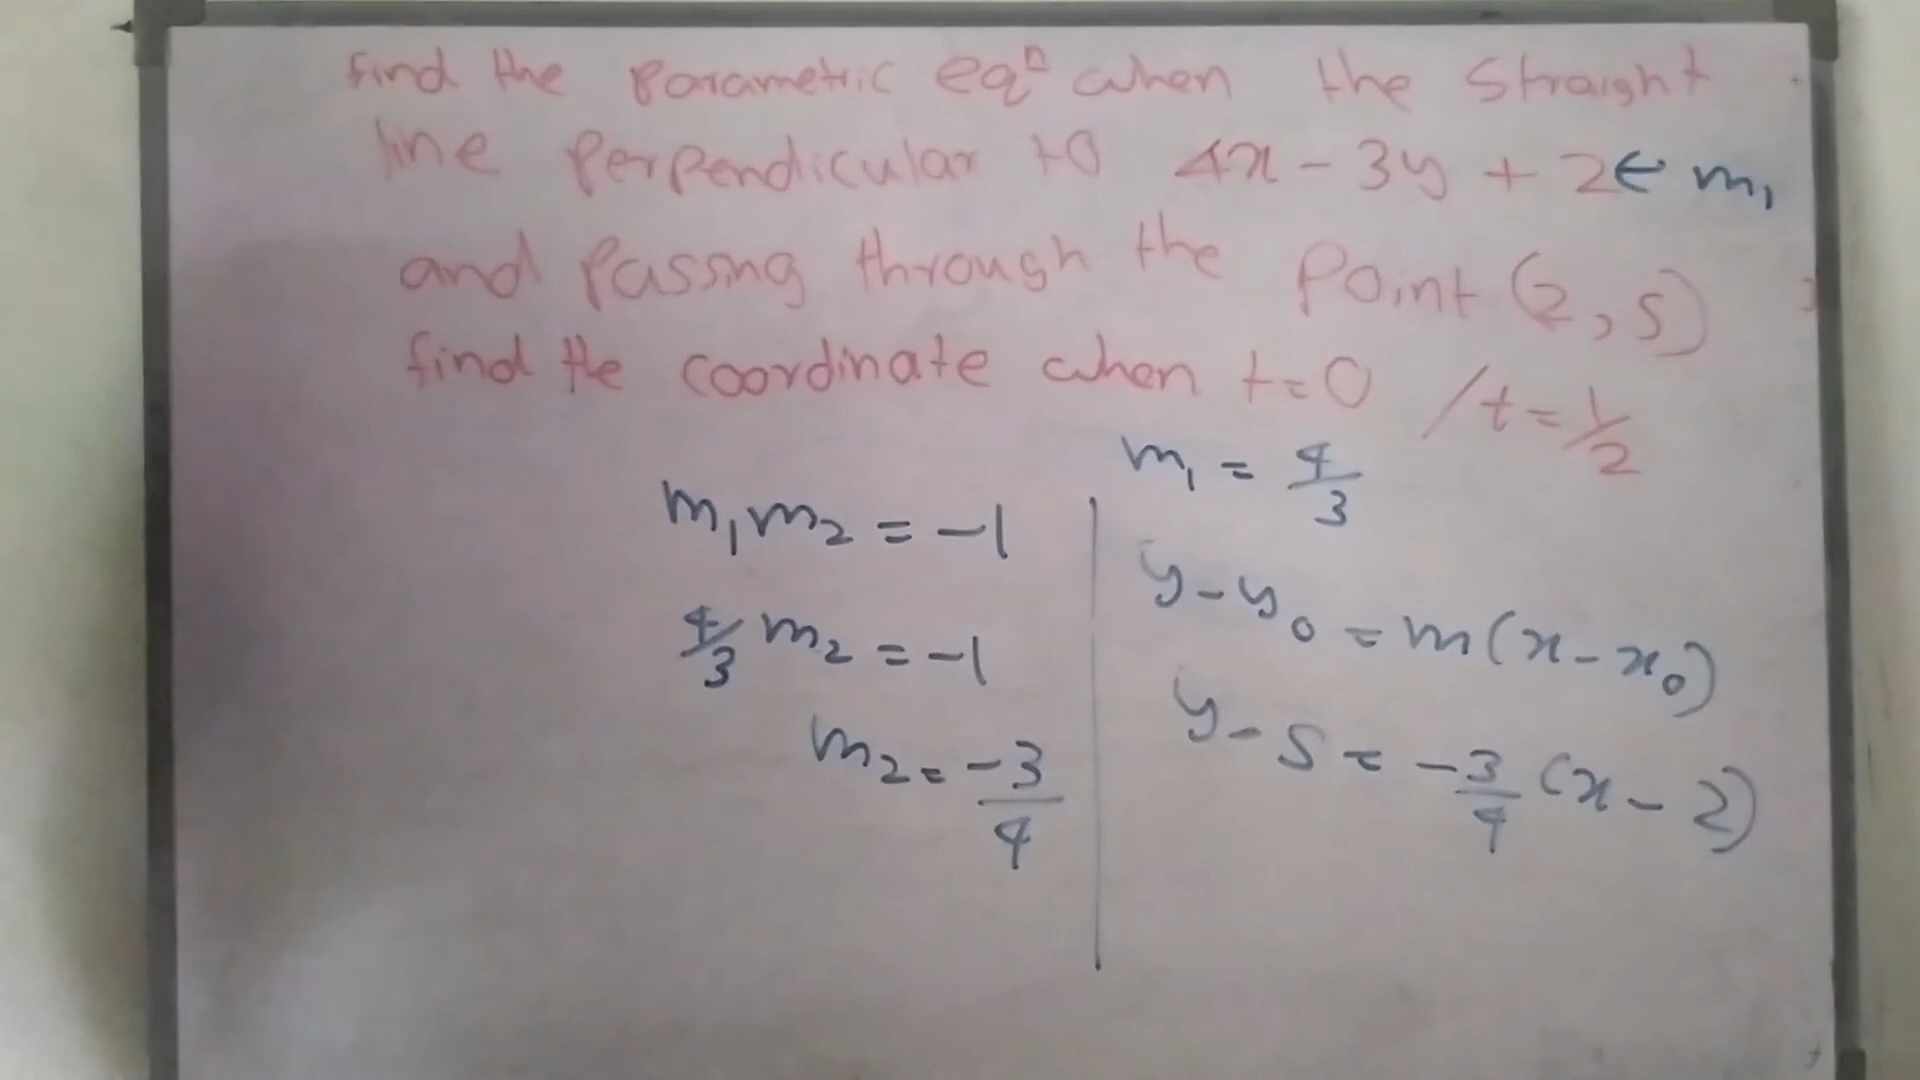 find the parametric eqⁿ when the straight
line perpendicular to 4x - 3y + 2 ← m₁
and passing through the point (2, 5)
find the coordinate when t = 0 / t = 1/2
m₁ = 4/3
m₁m₂ = -1
4/3 m₂ = -1
m₂ = -3/4
y - y₀ = m(x - x₀)
y - 5 = -3/4 (x - 2)